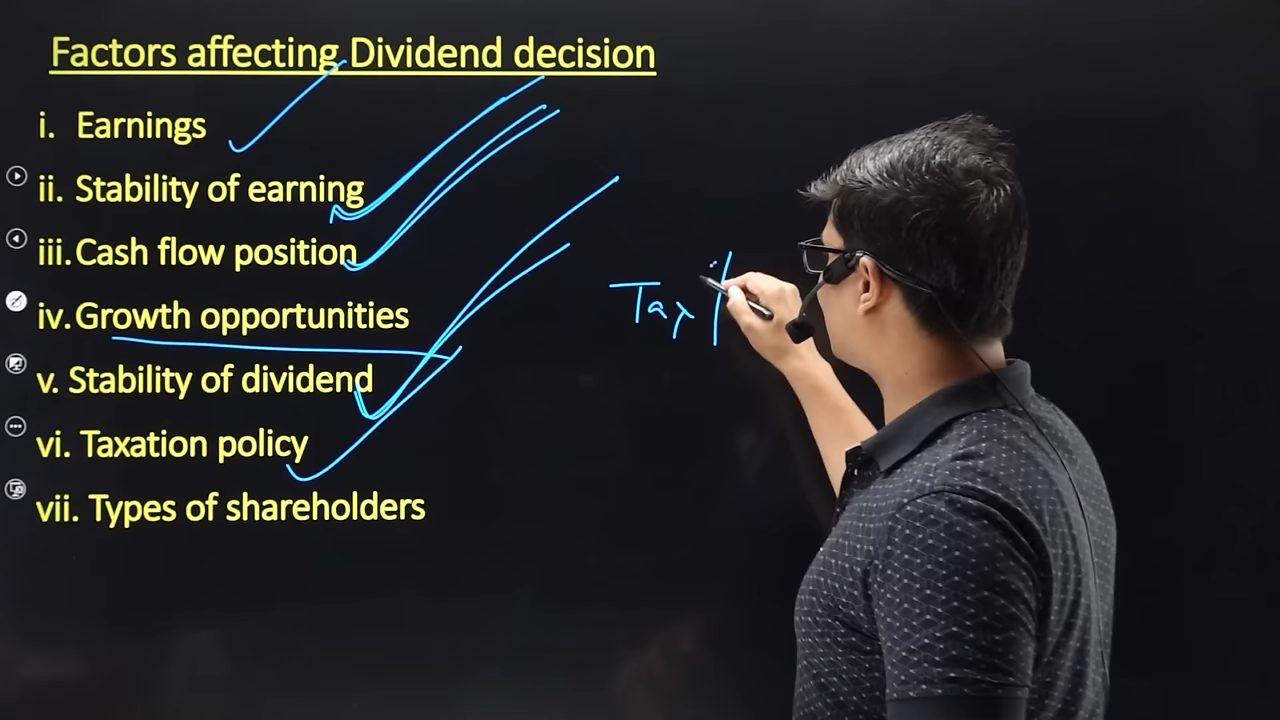 Factors affecting Dividend decision
i. Earnings
ii. Stability of earning
iii. Cash flow position
iv. Growth opportunities
v. Stability of dividend
vi. Taxation policy
vii. Types of shareholders
Tax